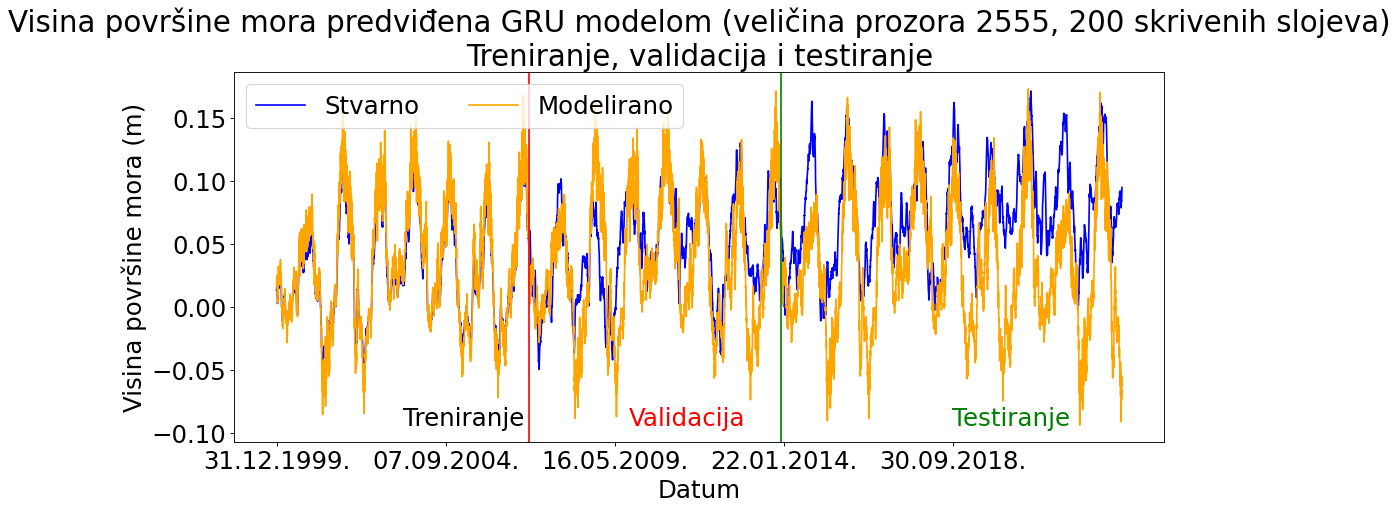 Visina površine mora predviđena GRU modelom (veličina prozora 2555, 200 skrivenih slojeva)
Treniranje, validacija i testiranje
Stvarno Modelirano
Visina površine mora (m)
0.15
0.10
0.05
0.00
−0.05
−0.10
Treniranje Validacija Testiranje
31.12.1999. 07.09.2004. 16.05.2009. 22.01.2014. 30.09.2018.
Datum